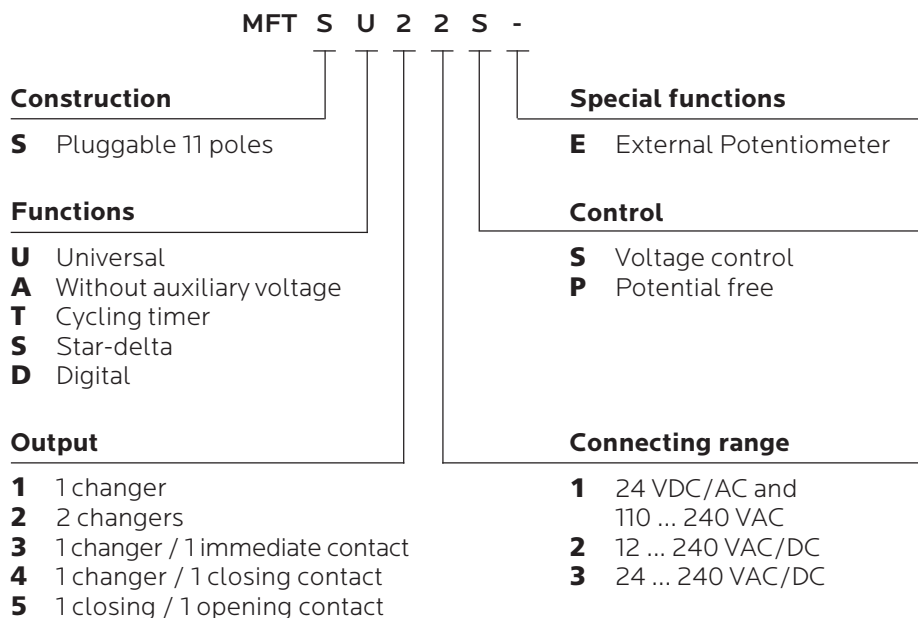 MFT S U 2 2 S -
Construction
S Pluggable 11 poles
Functions
U Universal
A Without auxiliary voltage
T Cycling timer
S Star-delta
D Digital
Output
1 1 changer
2 2 changers
3 1 changer / 1 immediate contact
4 1 changer / 1 closing contact
5 1 closing / 1 opening contact
Special functions
E External Potentiometer
Control
S Voltage control
P Potential free
Connecting range
1 24 VDC/AC and
110 ... 240 VAC
2 12 ... 240 VAC/DC
3 24 ... 240 VAC/DC